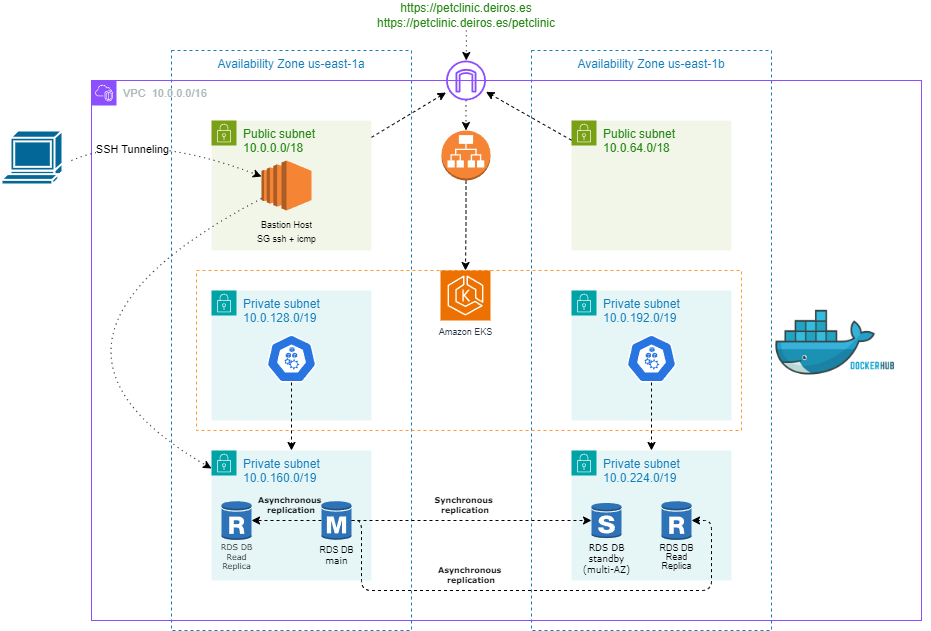 https://petclinic.deiros.es
https://petclinic.deiros.es/petclinic
Availability Zone us-east-1a
Availability Zone us-east-1b
VPC 10.0.0.0/16
SSH Tunneling
Public subnet
10.0.0.0/18
Bastion Host
SG ssh + icmp
Public subnet
10.0.64.0/18
Private subnet
10.0.128.0/19
K
Amazon EKS
Private subnet
10.0.192.0/19
DOCKERHUB
Private subnet
10.0.160.0/19
Asynchronous
replication
R
RDS DB
Read
Replica
M
RDS DB
main
Synchronous
replication
Asynchronous
replication
Private subnet
10.0.224.0/19
S
RDS DB
standby
(multi-AZ)
R
RDS DB
Read
Replica